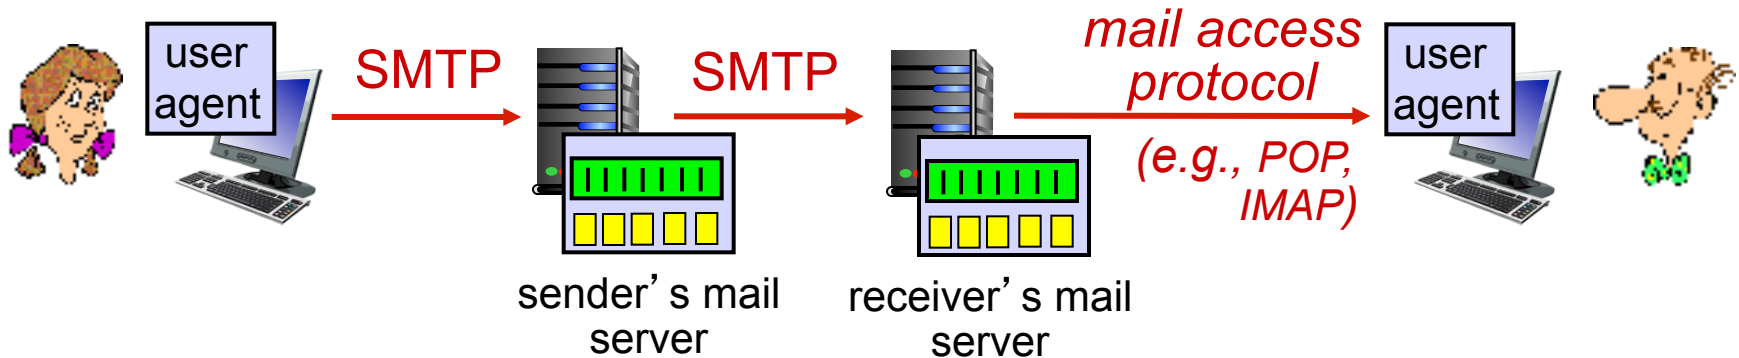 user
agent
SMTP
SMTP
mail access
protocol
(e.g., POP,
IMAP)
user
agent
sender’s mail
server
receiver’s mail
server